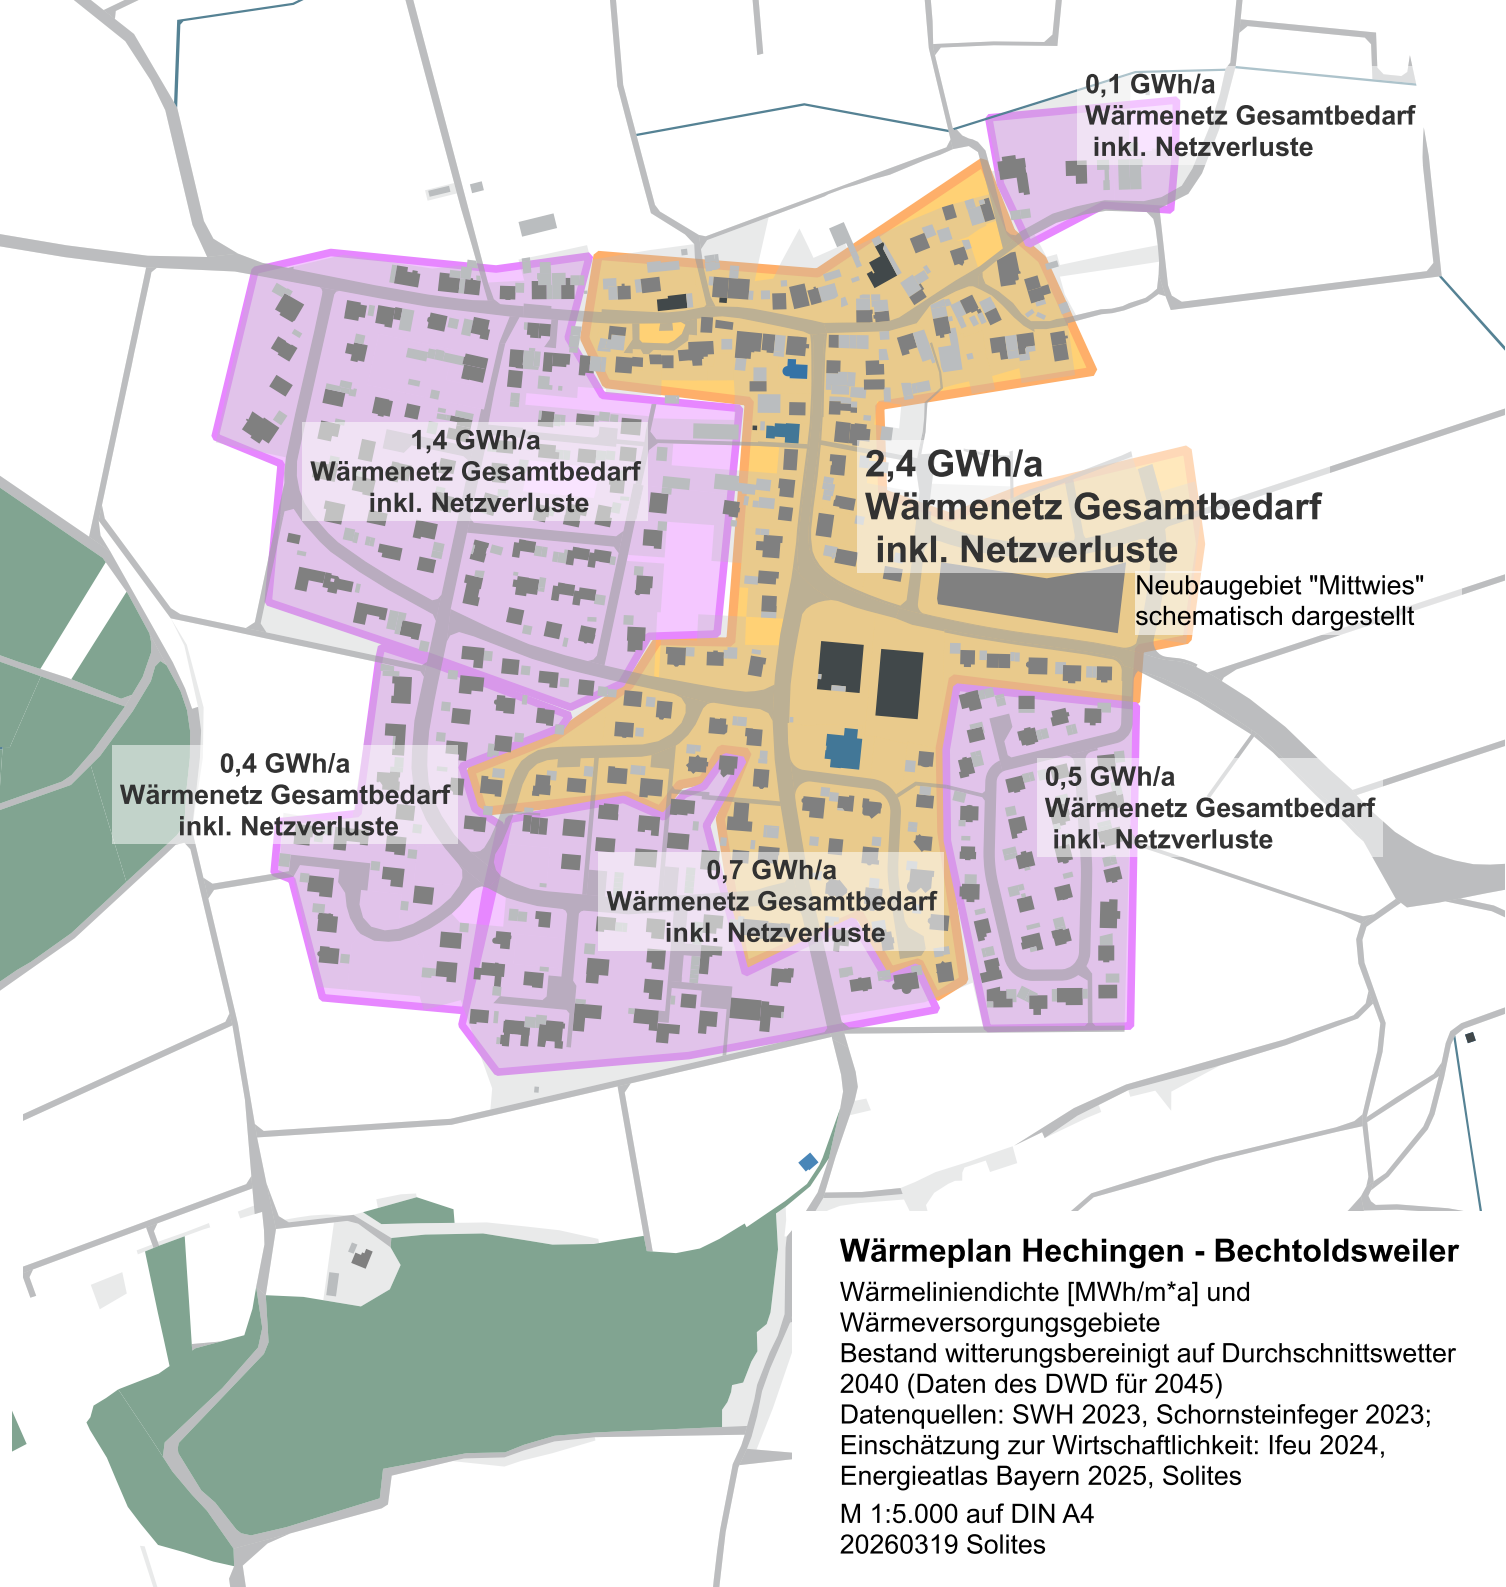 0,1 GWh/a
Wärmenetz Gesamtbedarf
inkl. Netzverluste
1,4 GWh/a
Wärmenetz Gesamtbedarf
inkl. Netzverluste
2,4 GWh/a
Wärmenetz Gesamtbedarf
inkl. Netzverluste
Neubaugebiet "Mittwies"
schematisch dargestellt
0,4 GWh/a
Wärmenetz Gesamtbedarf
inkl. Netzverluste
0,5 GWh/a
Wärmenetz Gesamtbedarf
inkl. Netzverluste
0,7 GWh/a
Wärmenetz Gesamtbedarf
inkl. Netzverluste
Wärmeplan Hechingen - Bechtoldsweiler
Wärmeliniendichte [MWh/m*a] und
Wärmeversorgungsgebiete
Bestand witterungsbereinigt auf Durchschnittswetter
2040 (Daten des DWD für 2045)
Datenquellen: SWH 2023, Schornsteinfeger 2023;
Einschätzung zur Wirtschaftlichkeit: Ifeu 2024,
Energieatlas Bayern 2025, Solites
M 1:5.000 auf DIN A4
20260319 Solites